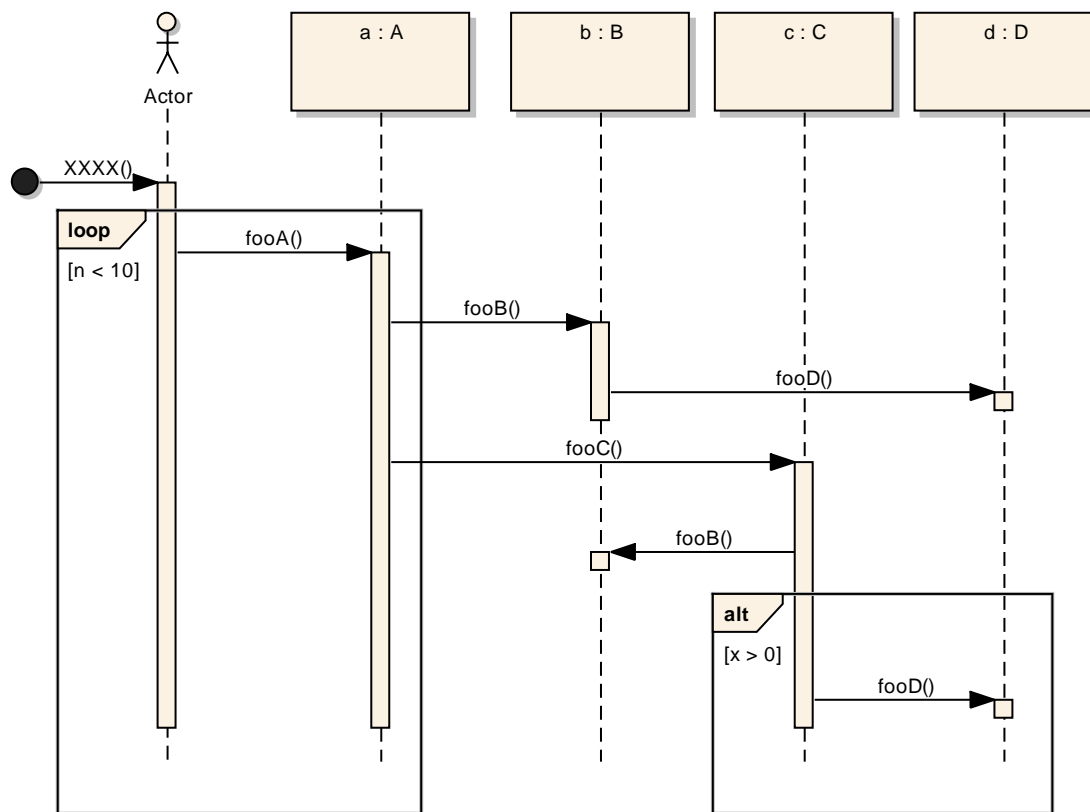 a : A
b : B
c : C
d : D
Actor
XXXX()
loop
fooA()
[n < 10]
fooB()
fooD()
fooC()
fooB()
alt
[x > 0]
fooD()